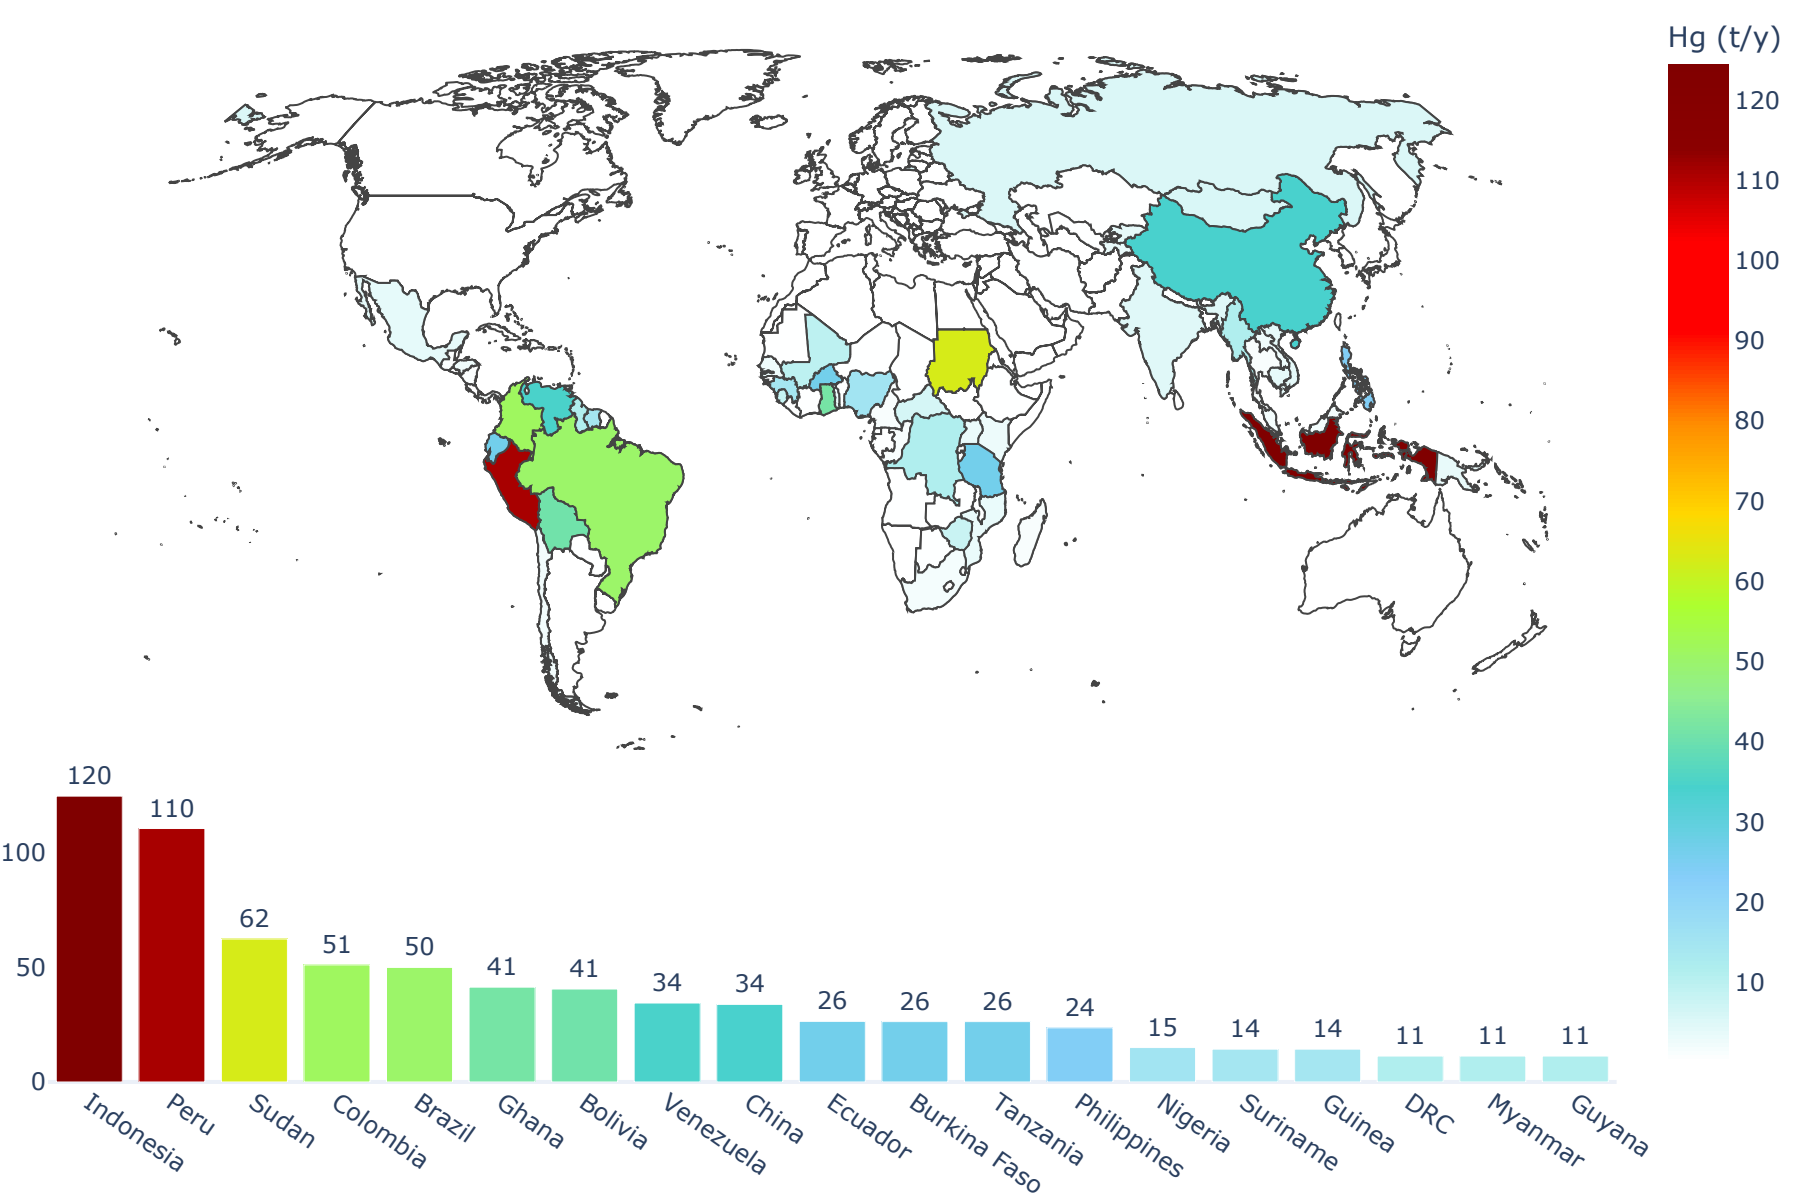 Hg (t/y)
120
110
100
90
80
70
60
50
40
30
20
10
120
110
62
51
50
41
41
34
34
26
26
26
24
15
14
14
11
11
11
100
50
0
Indonesia
Peru
Sudan
Colombia
Brazil
Ghana
Bolivia
Venezuela
China
Ecuador
Burkina Faso
Tanzania
Philippines
Nigeria
Suriname
Guinea
DRC
Myanmar
Guyana